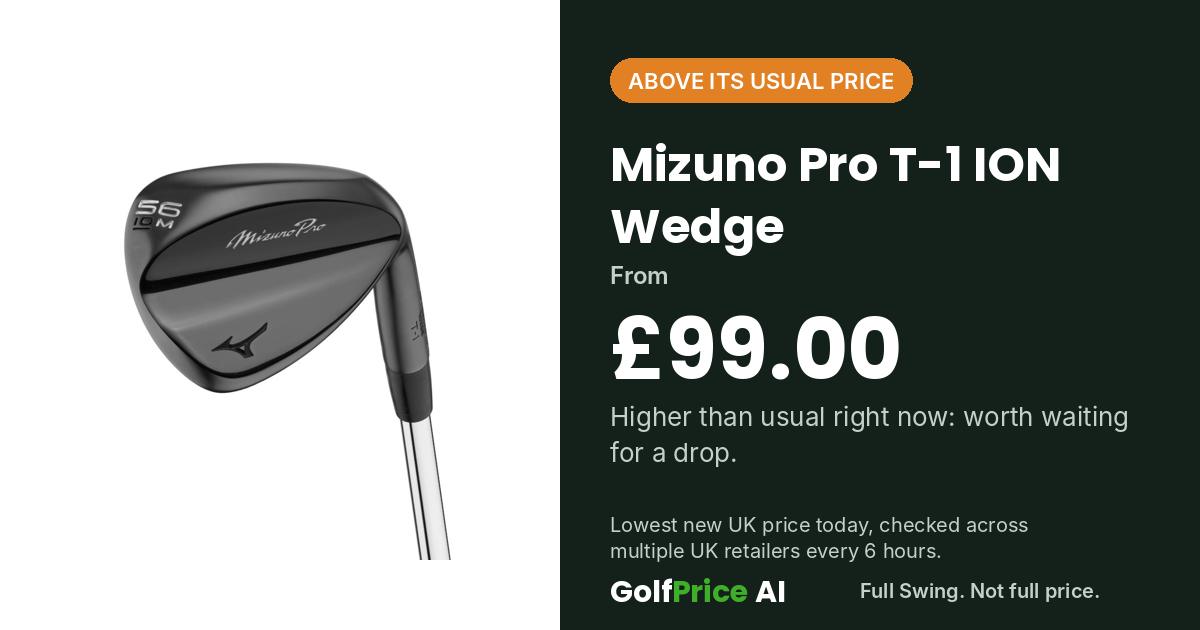 56
10 M
Mizuno Pro
ABOVE ITS USUAL PRICE
Mizuno Pro T-1 ION
Wedge
From
£99.00
Higher than usual right now: worth waiting
for a drop.
Lowest new UK price today, checked across
multiple UK retailers every 6 hours.
GolfPrice AI
Full Swing. Not full price.